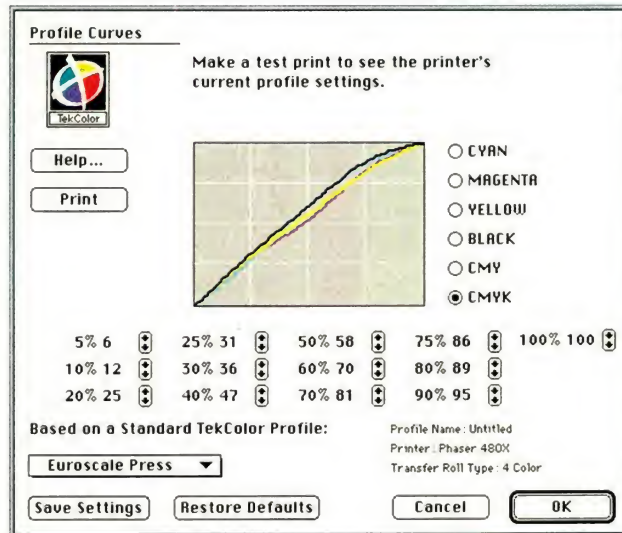 Profile Curves
TekColor
Make a test print to see the printer's
current profile settings.
Help...
Print
CYAN
MAGENTA
YELLOW
BLACK
CMY
CMYK
5% 6 25% 31 50% 58 75% 86 100% 100
10% 12 30% 36 60% 70 80% 89
20% 25 40% 47 70% 81 90% 95
Based on a Standard TekColor Profile:
Euroscale Press
Profile Name : Untitled
Printer : Phaser 480X
Transfer Roll Type : 4 Color
Save Settings Restore Defaults Cancel OK